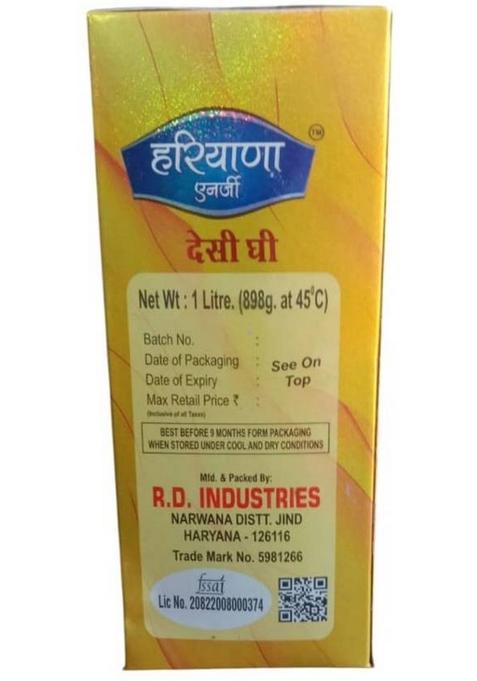 हरियाणा
TM
एनर्जी
देसी घी
Net Wt : 1 Litre. (898g. at 45°C)
Batch No. :
Date of Packaging : See On
Date of Expiry : Top
Max Retail Price ₹ :
(Inclusive of all Taxes)
BEST BEFORE 9 MONTHS FORM PACKAGING
WHEN STORED UNDER COOL AND DRY CONDITIONS
Mfd. & Packed By:
R.D. INDUSTRIES
NARWANA DISTT. JIND
HARYANA - 126116
Trade Mark No. 5981266
fssai
Lic No. 20822008000374